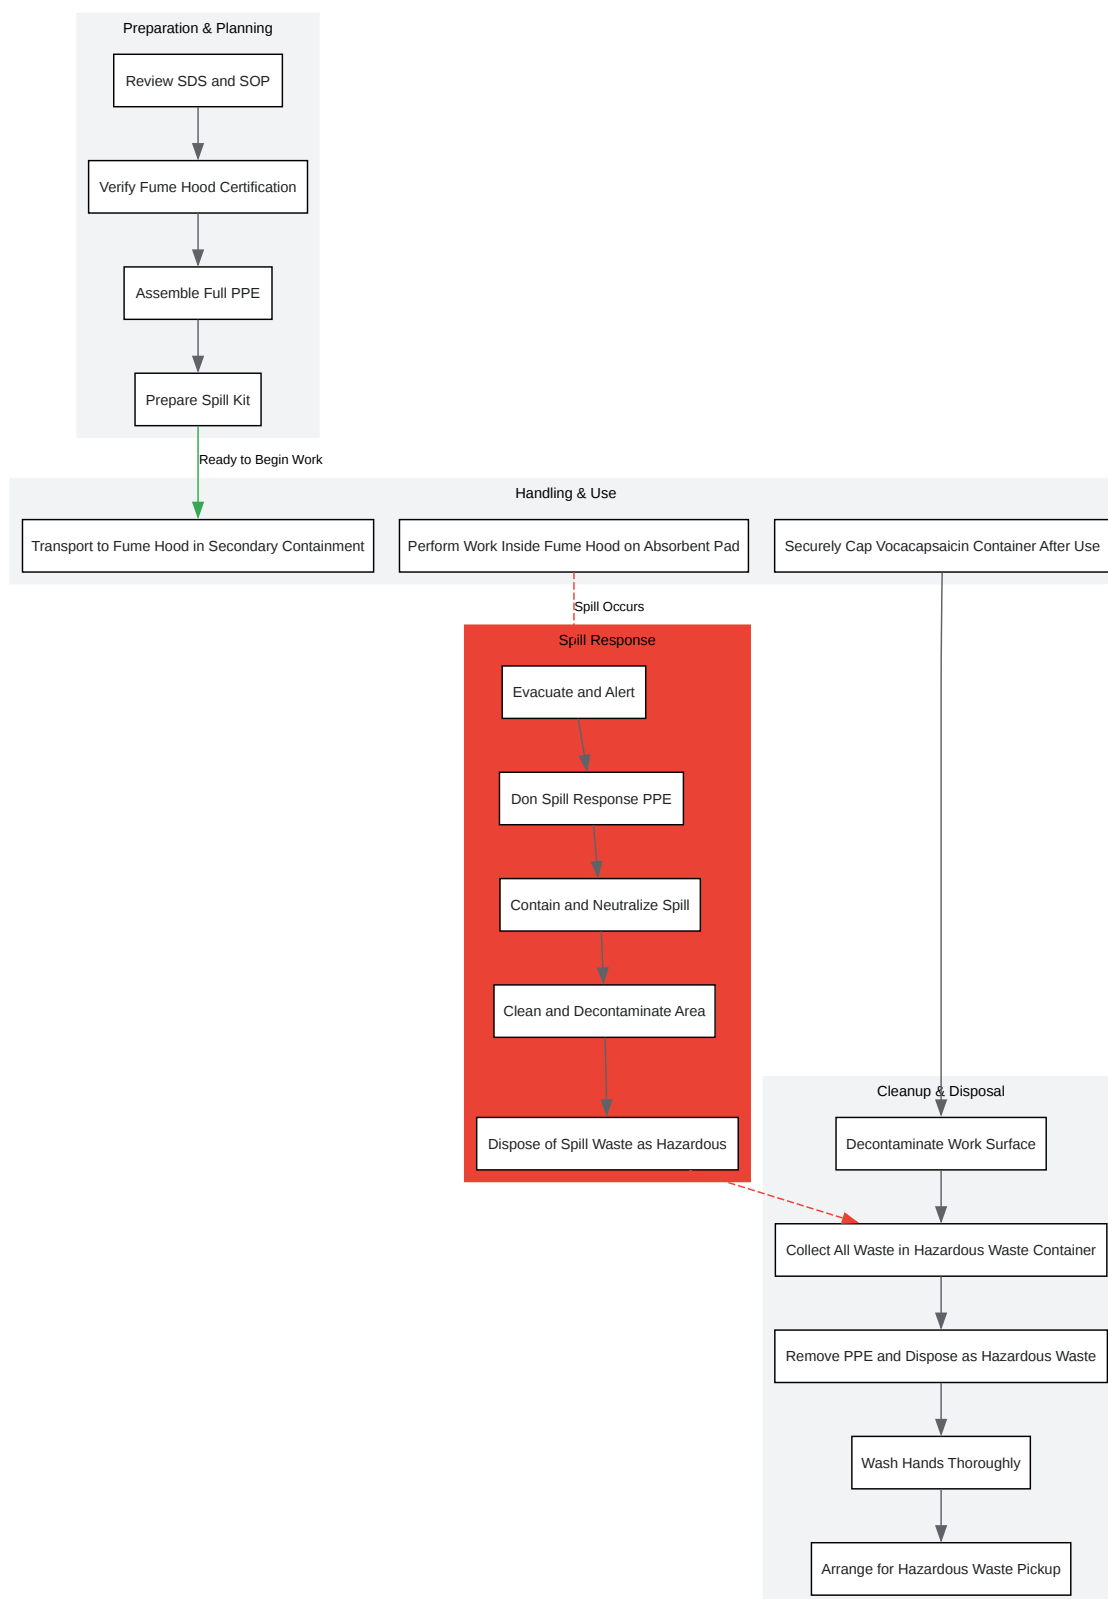 Preparation & Planning
Review SDS and SOP
Verify Fume Hood Certification
Assemble Full PPE
Prepare Spill Kit
Ready to Begin Work
Handling & Use
Transport to Fume Hood in Secondary Containment
Perform Work Inside Fume Hood on Absorbent Pad
Securely Cap Vocacapsaicin Container After Use
Spill Occurs
Spill Response
Evacuate and Alert
Don Spill Response PPE
Contain and Neutralize Spill
Clean and Decontaminate Area
Dispose of Spill Waste as Hazardous
Cleanup & Disposal
Decontaminate Work Surface
Collect All Waste in Hazardous Waste Container
Remove PPE and Dispose as Hazardous Waste
Wash Hands Thoroughly
Arrange for Hazardous Waste Pickup